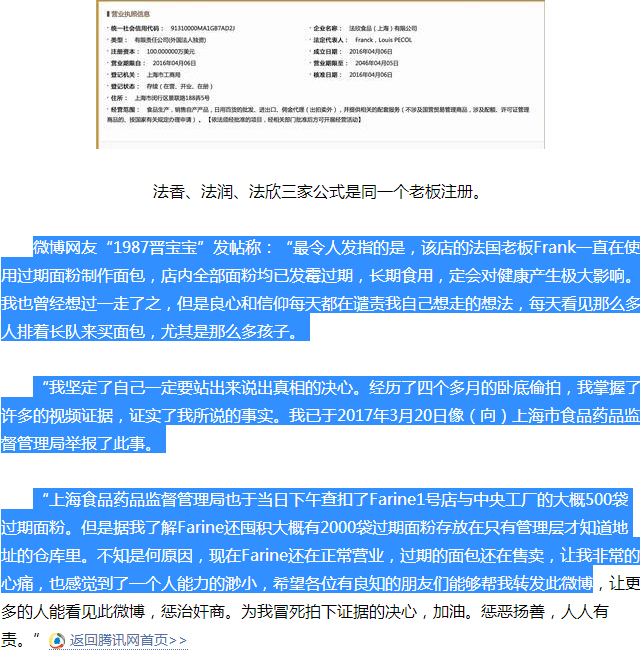 营业执照信息
统一社会信用代码： 91310000MA1GB7AD2J
企业名称： 法欣食品（上海）有限公司
类型： 有限责任公司(外国法人独资)
法定代表人： Franck，Louis PECOL
注册资本： 100.000000万美元
成立日期： 2016年04月06日
营业期限自： 2016年04月06日
营业期限至： 2046年04月05日
登记机关： 上海市工商局
核准日期： 2016年04月06日
登记状态： 存续（在营、开业、在册）
住所： 上海市闵行区景联路188弄5号
经营范围： 食品生产，销售自产产品，日用百货的批发、进出口、佣金代理（拍卖除外），并提供相关的配套服务（不涉及国营贸易管理商品，涉及配额、许可证管理
商品的，按国家有关规定办理申请）。【依法须经批准的项目，经相关部门批准后方可开展经营活动】
法香、法润、法欣三家公式是同一个老板注册。
微博网友“1987晋宝宝”发帖称：“最令人发指的是，该店的法国老板Frank一直在使
用过期面粉制作面包，店内全部面粉均已发霉过期，长期食用，定会对健康产生极大影响。
我也曾经想过一走了之，但是良心和信仰每天都在谴责我自己想走的想法，每天看见那么多
人排着长队来买面包，尤其是那么多孩子。
“我坚定了自己一定要站出来说出真相的决心。经历了四个多月的卧底偷拍，我掌握了
许多的视频证据，证实了我所说的事实。我已于2017年3月20日像（向）上海市食品药品监
督管理局举报了此事。
“上海食品药品监督管理局也于当日下午查扣了Farine1号店与中央工厂的大概500袋
过期面粉。但是据我了解Farine还囤积大概有2000袋过期面粉存放在只有管理层才知道地
址的仓库里。不知是何原因，现在Farine还在正常营业，过期的面包还在售卖，让我非常的
心痛，也感觉到了一个人能力的渺小，希望各位有良知的朋友们能够帮我转发此微博，让更
多的人能看见此微博，惩治奸商。为我冒死拍下证据的决心，加油。惩恶扬善，人人有
责。” 返回腾讯网首页>>